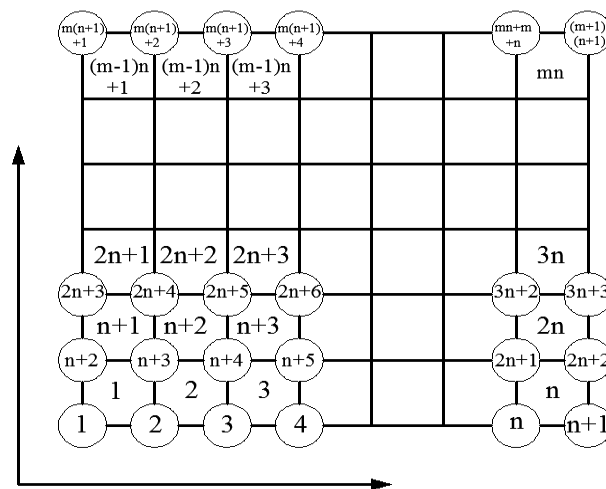 m(n+1) m(n+1) m(n+1) m(n+1) mn+m (m+1)
+1 +2 +3 +4 +n (n+1)
(m-1)n (m-1)n (m-1)n mn
+1 +2 +3
2n+1 2n+2 2n+3 3n
2n+3 2n+4 2n+5 2n+6 3n+2 3n+3
n+1 n+2 n+3 2n
n+2 n+3 n+4 n+5 2n+1 2n+2
1 2 3 n
1 2 3 4 n n+1